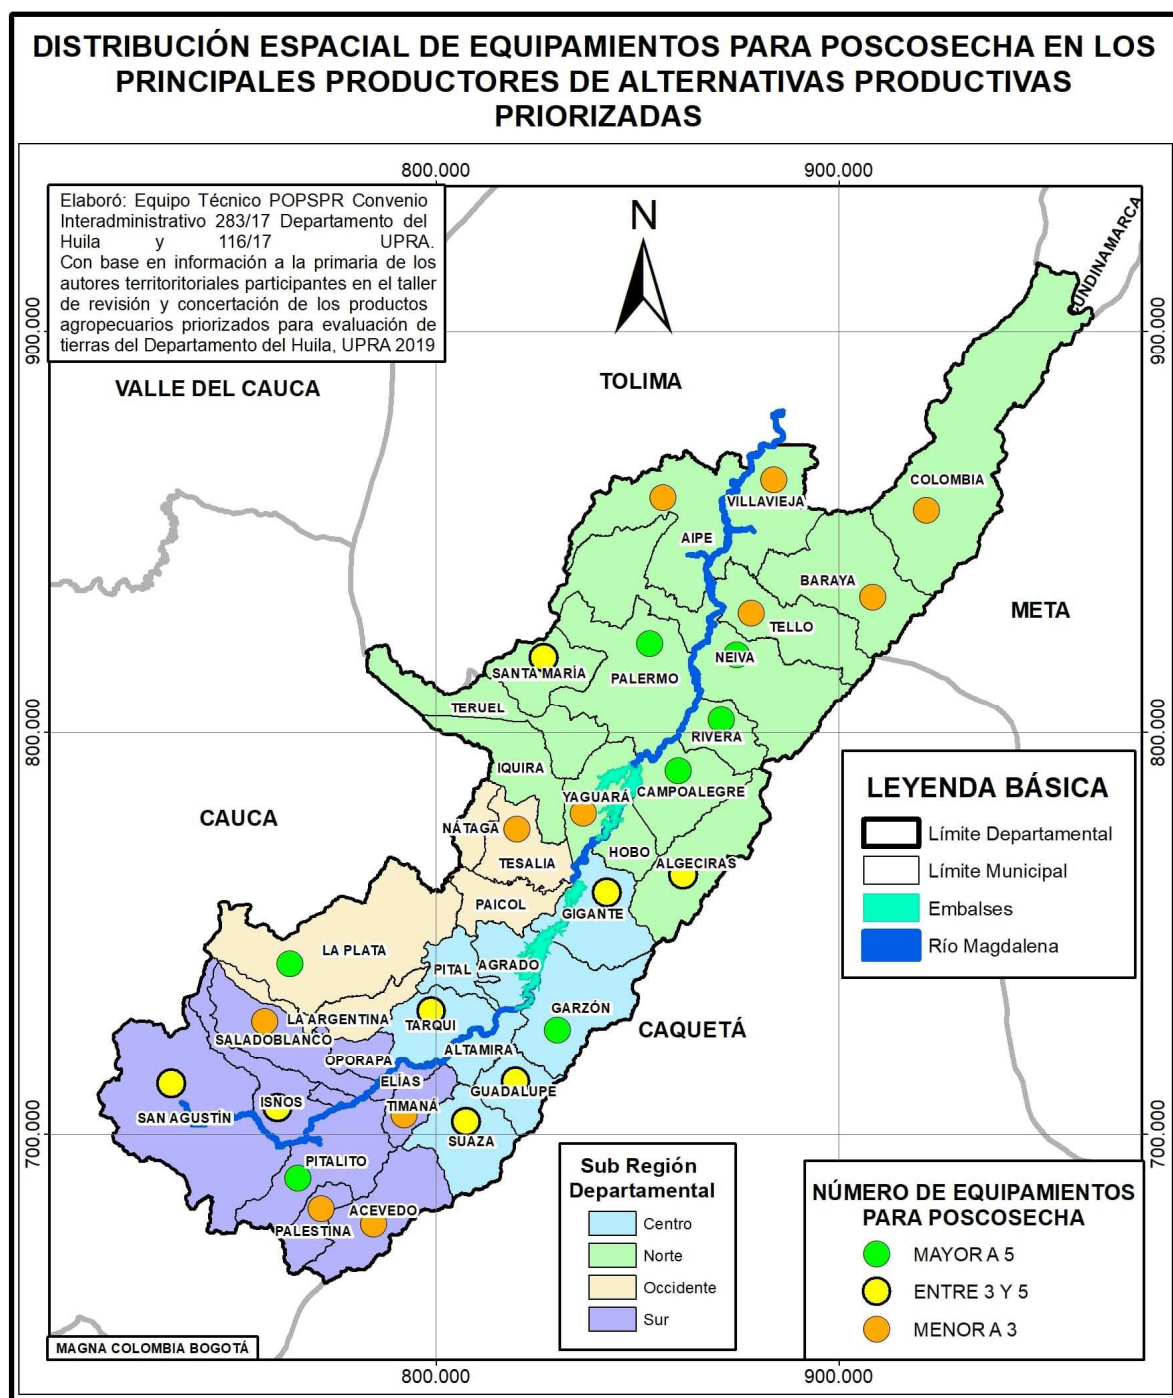 DISTRIBUCIÓN ESPACIAL DE EQUIPAMIENTOS PARA POSCOSECHA EN LOS
PRINCIPALES PRODUCTORES DE ALTERNATIVAS PRODUCTIVAS
PRIORIZADAS
800.000
900.000
Elaboró: Equipo Técnico POPSPR Convenio
Interadministrativo 283/17 Departamento del
Huila y 116/17 UPRA.
Con base en información a la primaria de los
autores territoritoriales participantes en el taller
de revisión y concertación de los productos
agropecuarios priorizados para evaluación de
tierras del Departamento del Huila, UPRA 2019
N
UNDINAMARCA
900.000
900.000
VALLE DEL CAUCA
TOLIMA
COLOMBIA
VILLAVIEJA
AIPE
BARAYA
META
TELLO
NEIVA
SANTA MARÍA
PALERMO
TERUEL
RIVERA
800.000
800.000
IQUIRA
CAMPOALEGRE
YAGUARÁ
CAUCA
NÁTAGA
HOBO
ALGECIRAS
TESALIA
PAICOL
GIGANTE
LA PLATA
PITAL
AGRADO
GARZÓN
LA ARGENTINA
TARQUI
CAQUETÁ
SALADOBLANCO
ALTAMIRA
OPORAPA
ELÍAS
GUADALUPE
ISNOS
TIMANÁ
SAN AGUSTÍN
SUAZA
700.000
700.000
PITALITO
ACEVEDO
PALESTINA
LEYENDA BÁSICA
Límite Departamental
Límite Municipal
Embalses
Río Magdalena
Sub Región
Departamental
Centro
Norte
Occidente
Sur
NÚMERO DE EQUIPAMIENTOS
PARA POSCOSECHA
MAYOR A 5
ENTRE 3 Y 5
MENOR A 3
MAGNA COLOMBIA BOGOTÁ
800.000
900.000